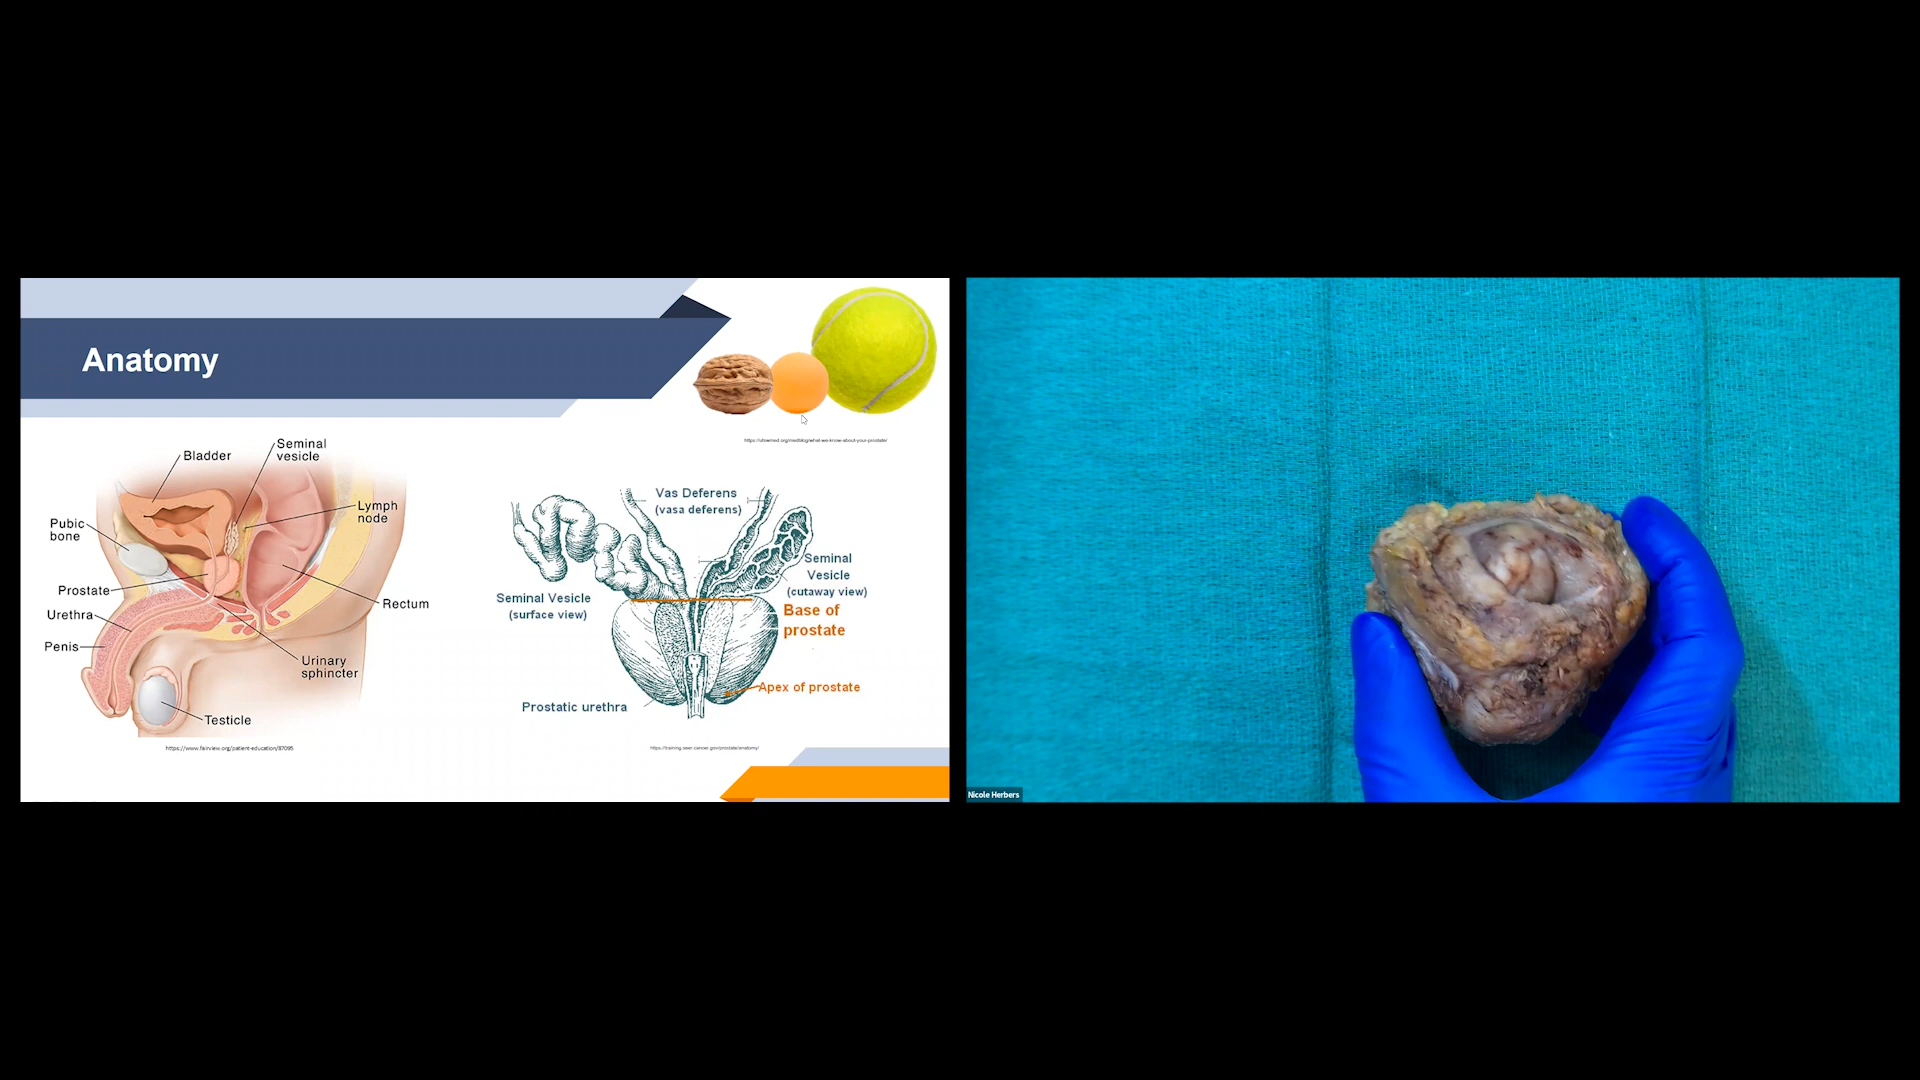 Anatomy
https://utswmed.org/medblog/what-we-know-about-your-prostate/
Seminal
vesicle
Bladder
Lymph
node
Pubic
bone
Prostate
Urethra
Penis
Rectum
Urinary
sphincter
Testicle
https://www.fairview.org/patient-education/87095
Vas Deferens
(vasa deferens)
Seminal
Vesicle
(cutaway view)
Seminal Vesicle
(surface view)
Base of
prostate
Apex of prostate
Prostatic urethra
https://training.seer.cancer.gov/prostate/anatomy/
Nicole Herbers